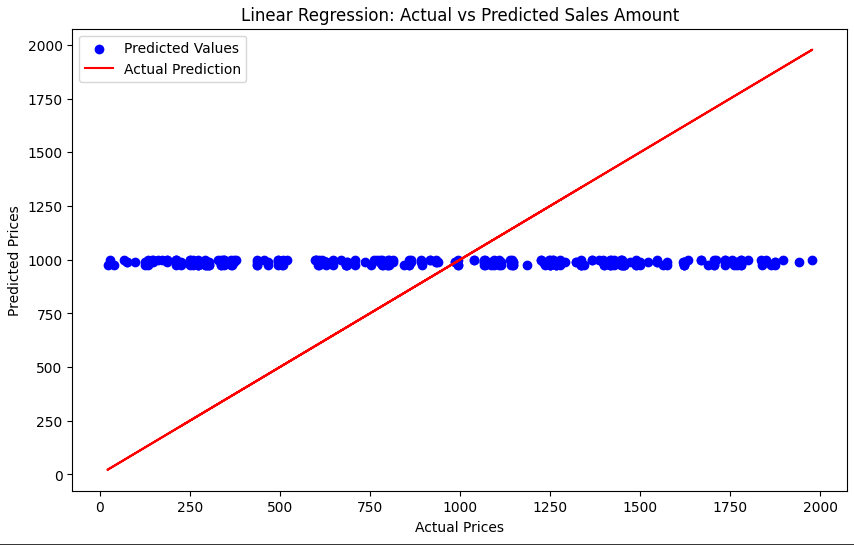 Linear Regression: Actual vs Predicted Sales Amount
Predicted Values
Actual Prediction
2000
1750
1500
1250
1000
750
500
250
0
Predicted Prices
0 250 500 750 1000 1250 1500 1750 2000
Actual Prices